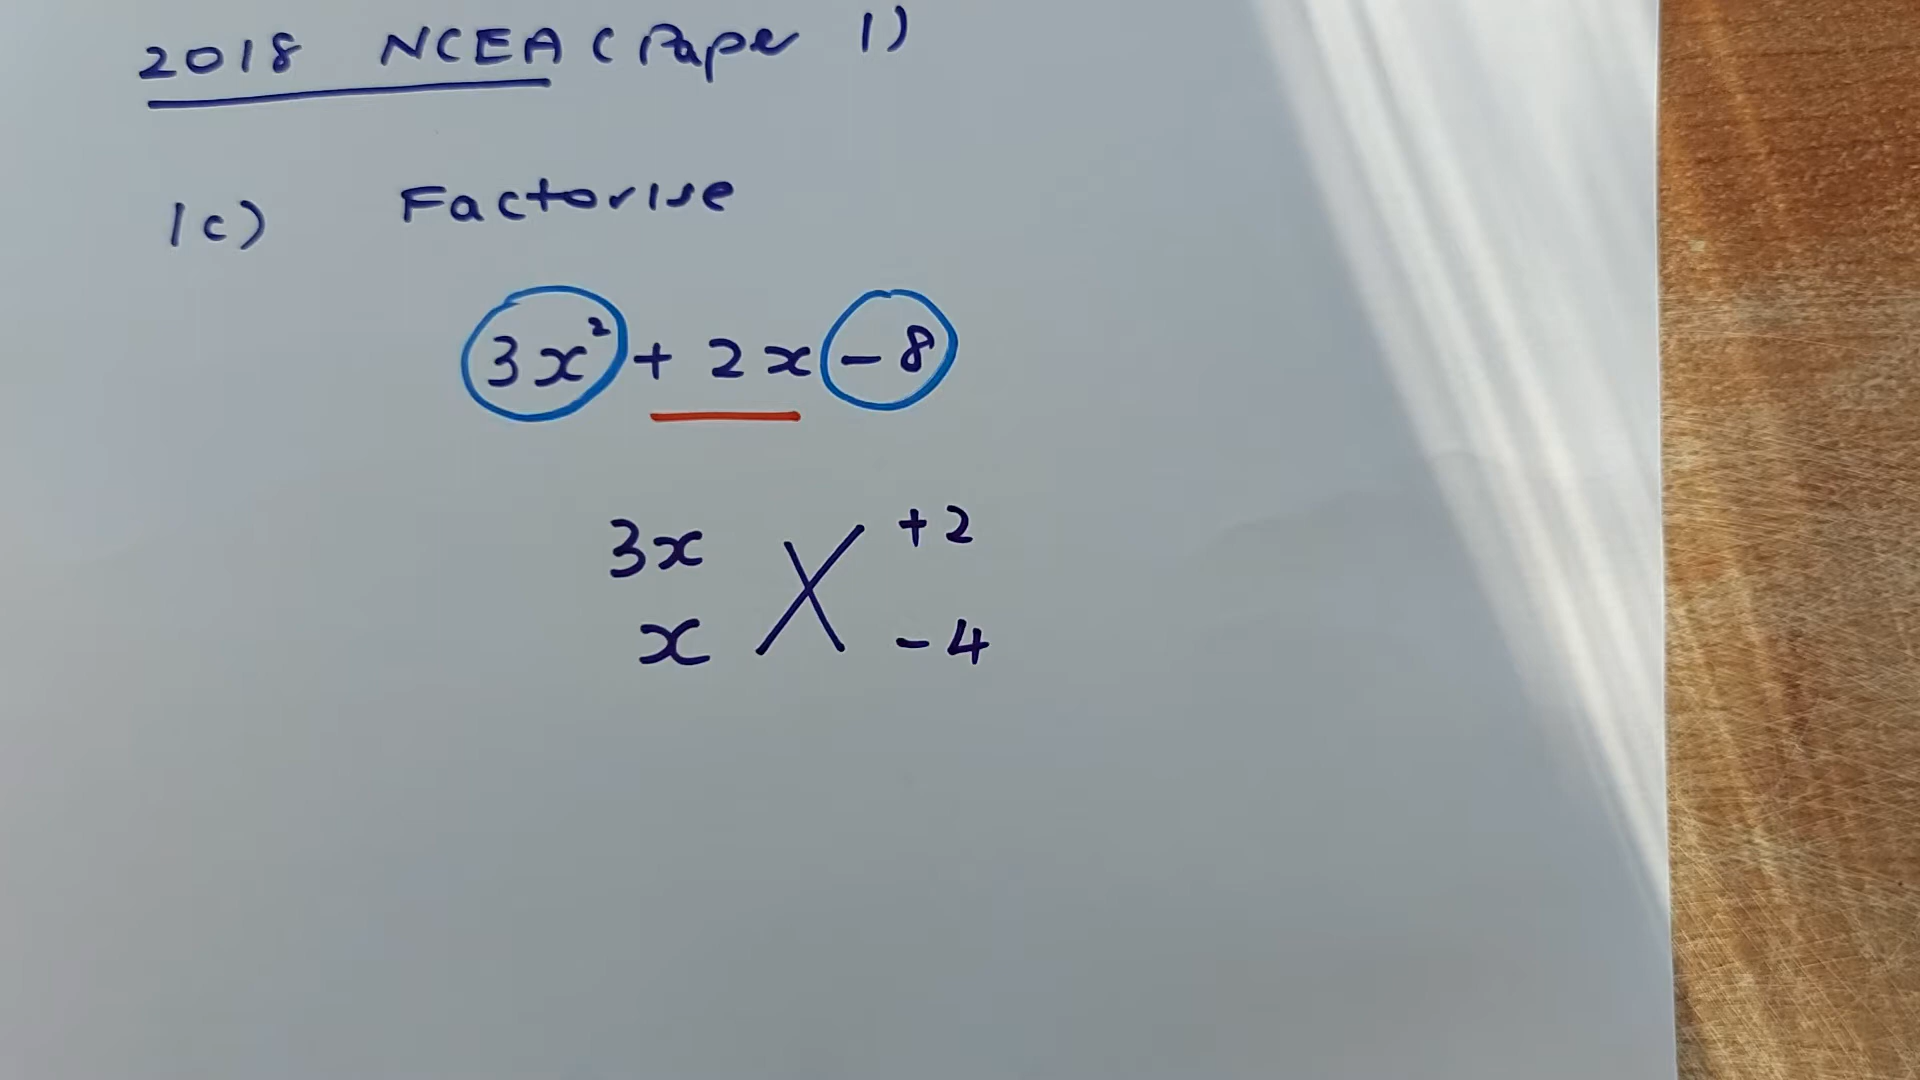 2018 NCEA (Paper 1)
1c) Factorise
3x² + 2x - 8
3x +2
x -4